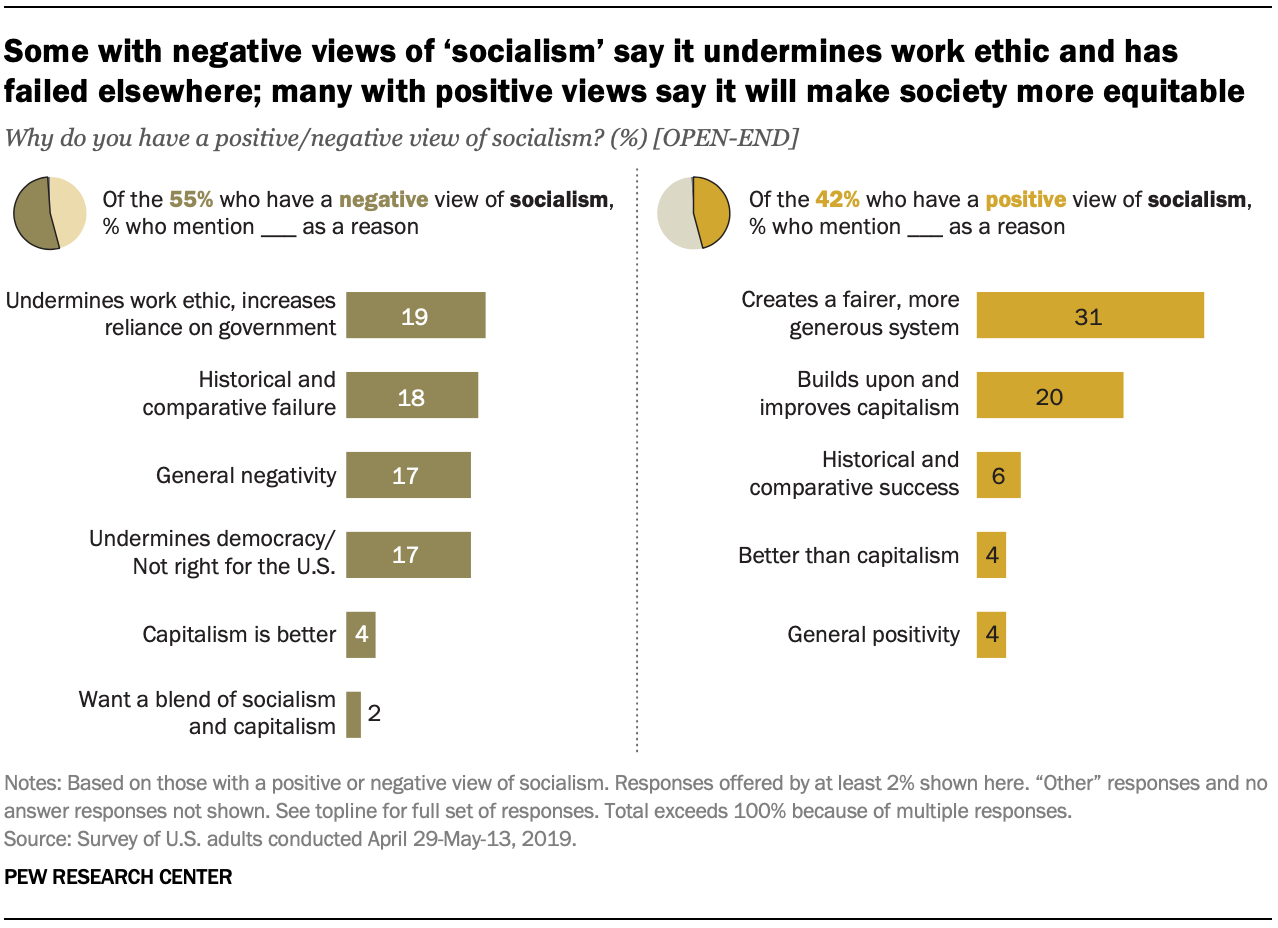 Some with negative views of ‘socialism’ say it undermines work ethic and has
failed elsewhere; many with positive views say it will make society more equitable
Why do you have a positive/negative view of socialism? (%) [OPEN-END]
Of the 55% who have a negative view of socialism,
% who mention ___ as a reason
Undermines work ethic, increases
reliance on government
19
Historical and
comparative failure
18
General negativity
17
Undermines democracy/
Not right for the U.S.
17
Capitalism is better
4
Want a blend of socialism
and capitalism
2
Of the 42% who have a positive view of socialism,
% who mention ___ as a reason
Creates a fairer, more
generous system
31
Builds upon and
improves capitalism
20
Historical and
comparative success
6
Better than capitalism
4
General positivity
4
Notes: Based on those with a positive or negative view of socialism. Responses offered by at least 2% shown here. “Other” responses and no
answer responses not shown. See topline for full set of responses. Total exceeds 100% because of multiple responses.
Source: Survey of U.S. adults conducted April 29-May-13, 2019.
PEW RESEARCH CENTER